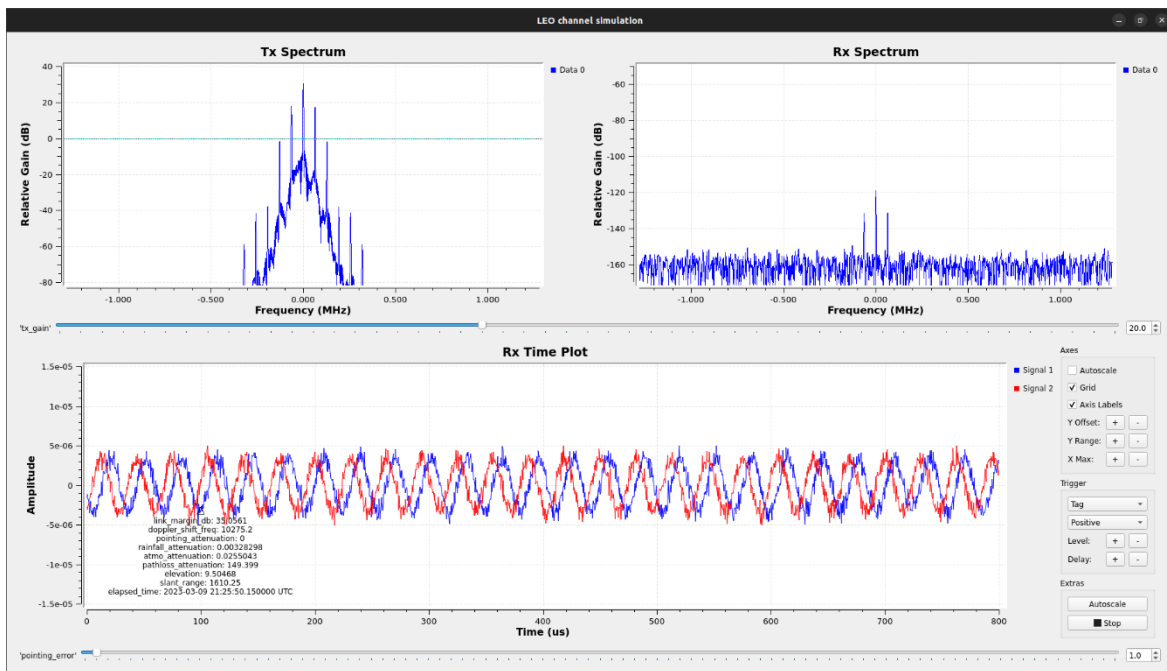 LEO channel simulation
Tx Spectrum
40
20
0
-20
-40
-60
-80
Relative Gain (dB)
-1.000
-0.500
0.000
0.500
1.000
Frequency (MHz)
Data 0
Rx Spectrum
-60
-80
-100
-120
-140
-160
Relative Gain (dB)
-1.000
-0.500
0.000
0.500
1.000
Frequency (MHz)
Data 0
'tx_gain'
20.0
Rx Time Plot
1.5e-05
1e-05
5e-06
0
-5e-06
-1e-05
-1.5e-05
Amplitude
link_margin_db: 35.0561
doppler_shift_freq: 10275.2
pointing_attenuation: 0
rainfall_attenuation: 0.00328298
atmo_attenuation: 0.0255043
pathloss_attenuation: 149.399
elevation: 9.50468
slant_range: 1610.25
elapsed_time: 2023-03-09 21:25:50.150000 UTC
0
100
200
300
400
500
600
700
800
Time (us)
Signal 1
Signal 2
Axes
Autoscale
Grid
Axis Labels
Y Offset: + -
Y Range: + -
X Max: + -
Trigger
Tag
Positive
Level: + -
Delay: + -
Extras
Autoscale
Stop
'pointing_error'
1.0